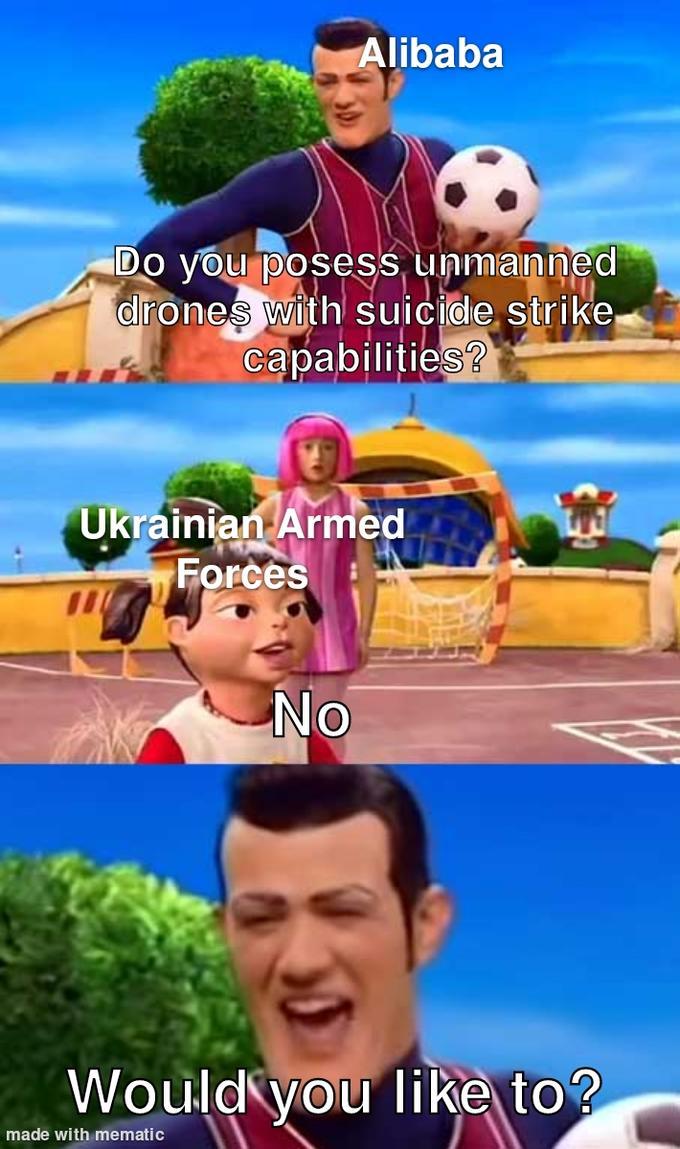 Alibaba
Do you posess unmanned
drones with suicide strike
capabilities?
Ukrainian Armed
Forces
No
Would you like to?
made with mematic